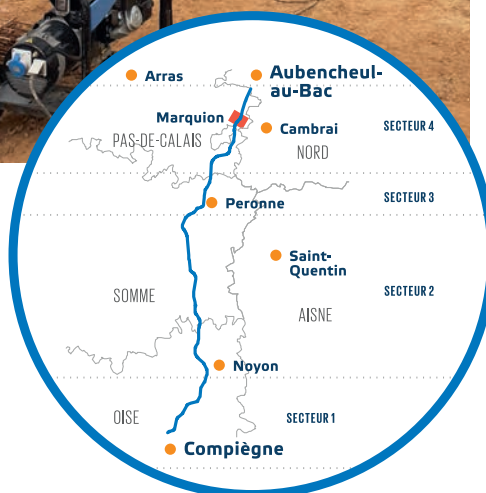 Arras
Aubencheul-
au-Bac
Marquion
Cambrai
SECTEUR 4
PAS-DE-CALAIS
NORD
Peronne
SECTEUR 3
Saint-
Quentin
SECTEUR 2
SOMME
AISNE
Noyon
OISE
SECTEUR 1
Compiègne